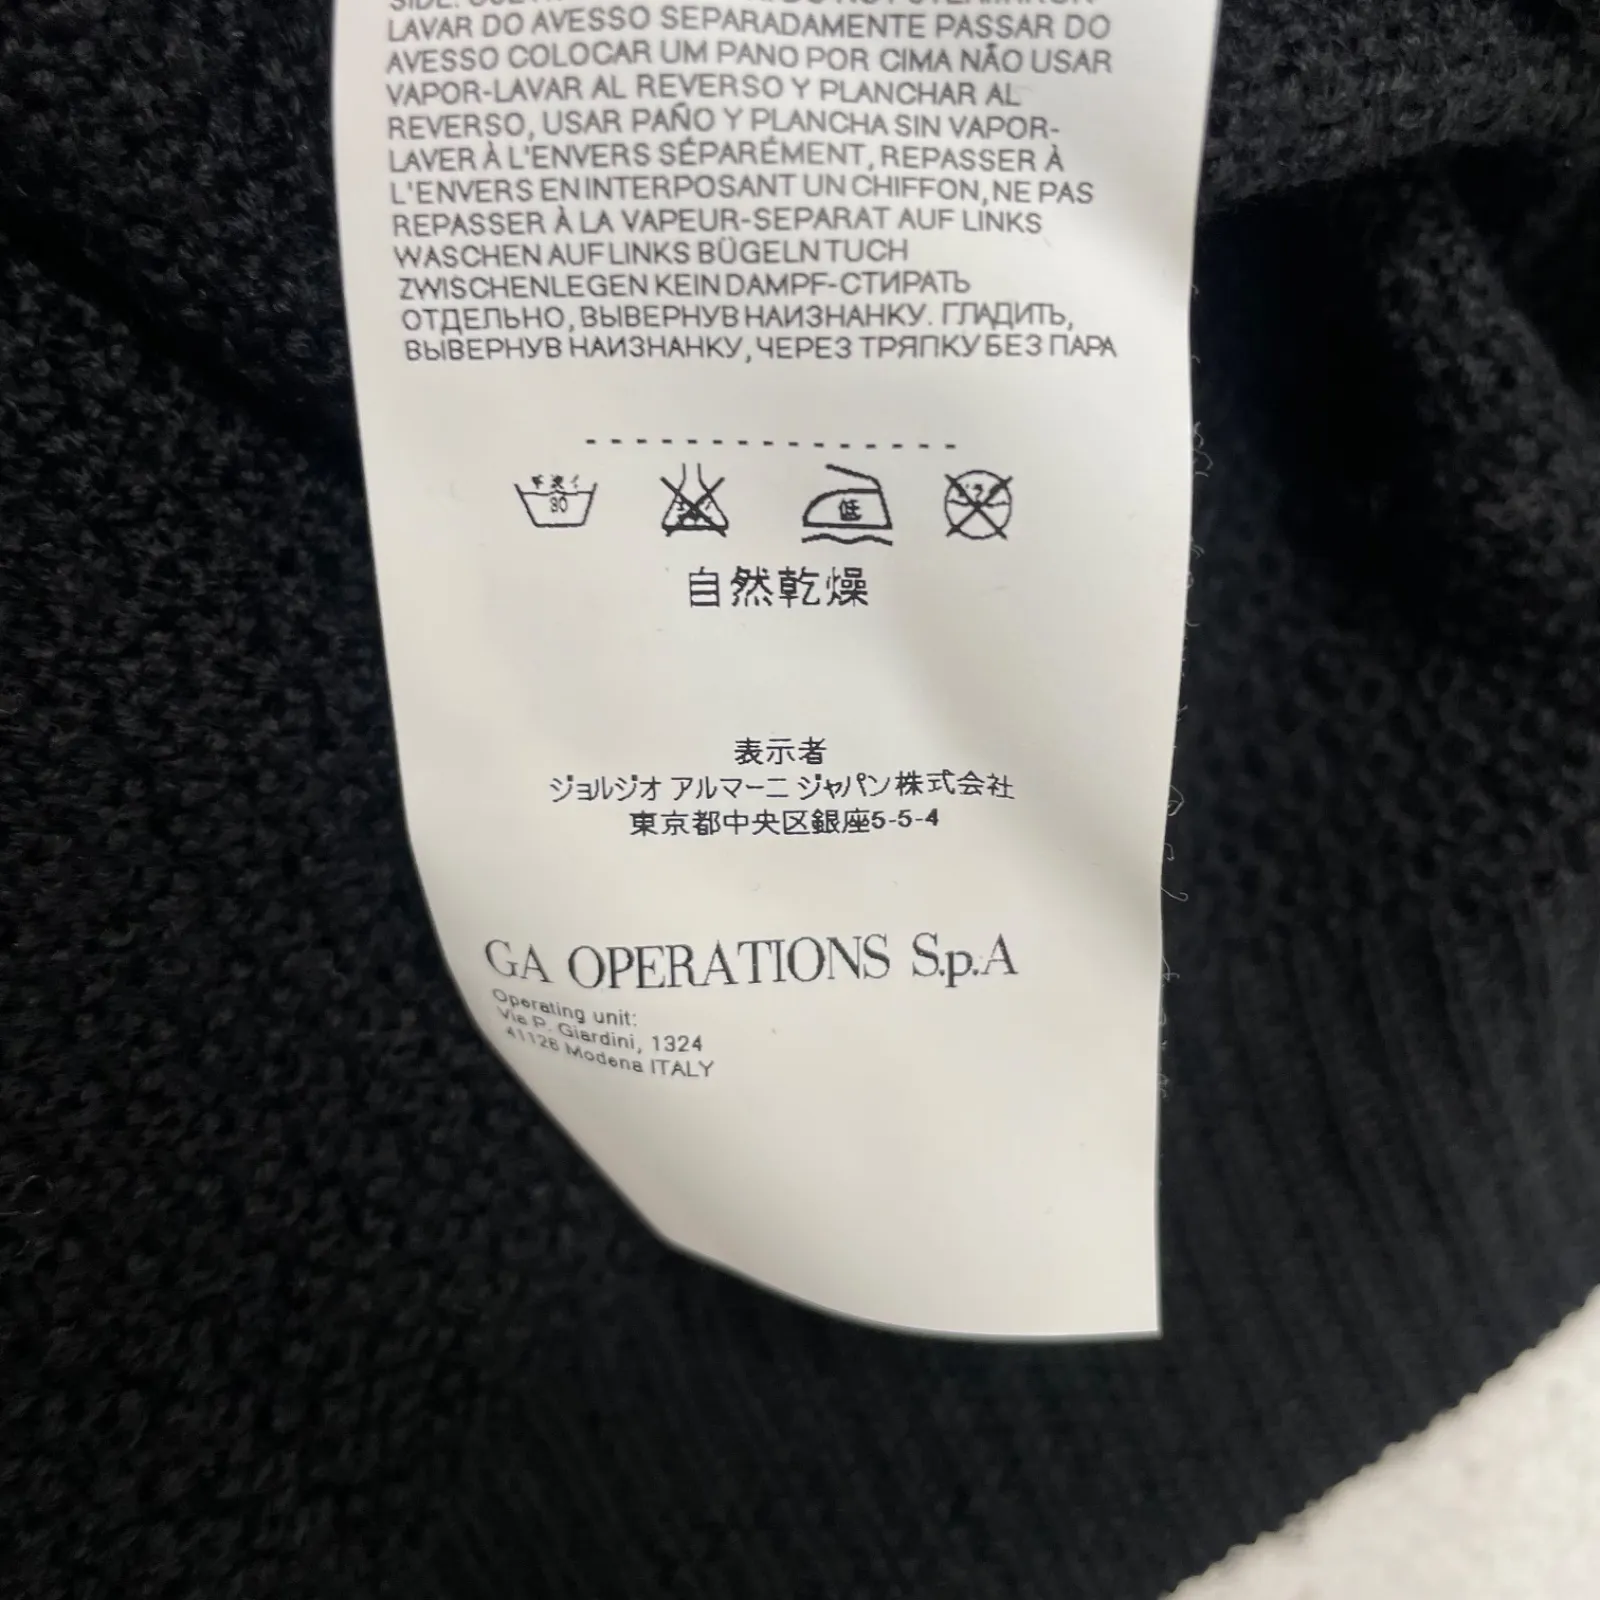 LAVAR DO AVESSO SEPARADAMENTE PASSAR DO
AVESSO COLOCAR UM PANO POR CIMA NÃO USAR
VAPOR-LAVAR AL REVERSO Y PLANCHAR AL
REVERSO, USAR PAÑO Y PLANCHA SIN VAPOR-
LAVER À L'ENVERS SÉPARÉMENT, REPASSER À
L'ENVERS EN INTERPOSANT UN CHIFFON, NE PAS
REPASSER À LA VAPEUR-SEPARAT AUF LINKS
WASCHEN AUF LINKS BÜGELN TUCH
ZWISCHENLEGEN KEIN DAMPF-СТИРАТЬ
ОТДЕЛЬНО, ВЫВЕРНУВ НАИЗНАНКУ. ГЛАДИТЬ,
ВЫВЕРНУВ НАИЗНАНКУ, ЧЕРЕЗ ТРЯПКУ БЕЗ ПАРА
手洗イ
30
低
自然乾燥
表示者
ジョルジオ アルマーニ ジャパン株式会社
東京都中央区銀座5-5-4
GA OPERATIONS S.p.A
Operating unit:
Via P. Giardini, 1324
41126 Modena ITALY